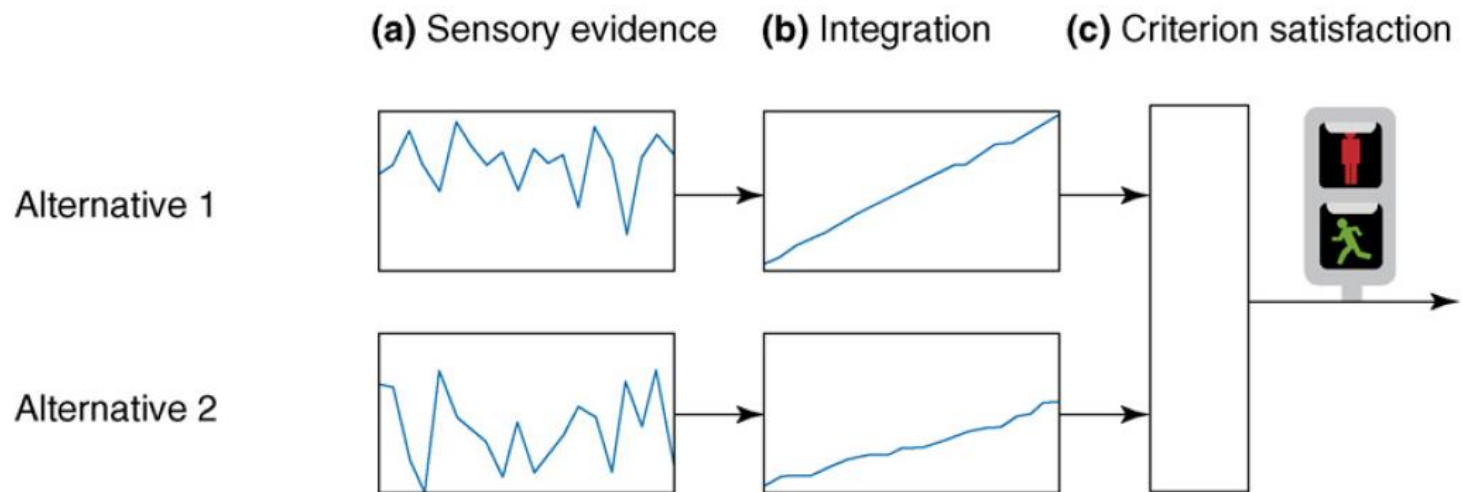 (a) Sensory evidence (b) Integration (c) Criterion satisfaction
Alternative 1
Alternative 2